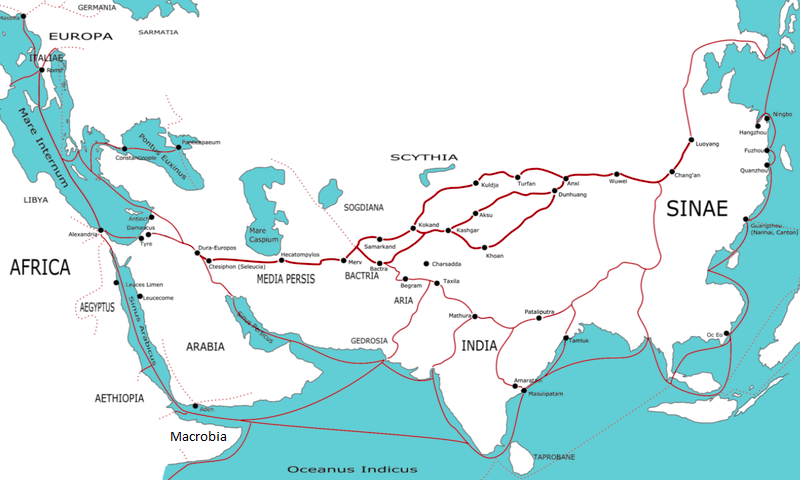 GERMANIA
Massilia
EUROPA
SARMATIA
ITALIAE
Rome
Mare Internum
Pontus Euxinus
Panticapaeum
Constantinople
SCYTHIA
LIBYA
Alexandria
Antioch
Damascus
Tyre
Dura-Europos
Ctesiphon (Seleucia)
Mare
Caspium
Hecatompylos
MEDIA PERSIS
SOGDIANA
Merv
BACTRIA
Samarkand
Bactra
Kokand
Kashgar
Kuldja
Turfan
Aksu
Khoan
Anxi
Dunhuang
Wuwei
Chang'an
Luoyang
Ningbo
Hangzhou
Fuzhou
Quanzhou
SINAE
Guangzhou
(Nanhai, Canton)
AFRICA
AEGYPTUS
Leuces Limen
Leucecome
Sinus Arabicus
Sinus Persicus
ARABIA
AETHIOPIA
Aden
Macrobia
GEDROSIA
ARIA
Begram
Charsadda
Taxila
Mathura
Pataliputra
INDIA
Tamluk
Masulipatam
Oc Eo
TAPROBANE
Oceanus Indicus